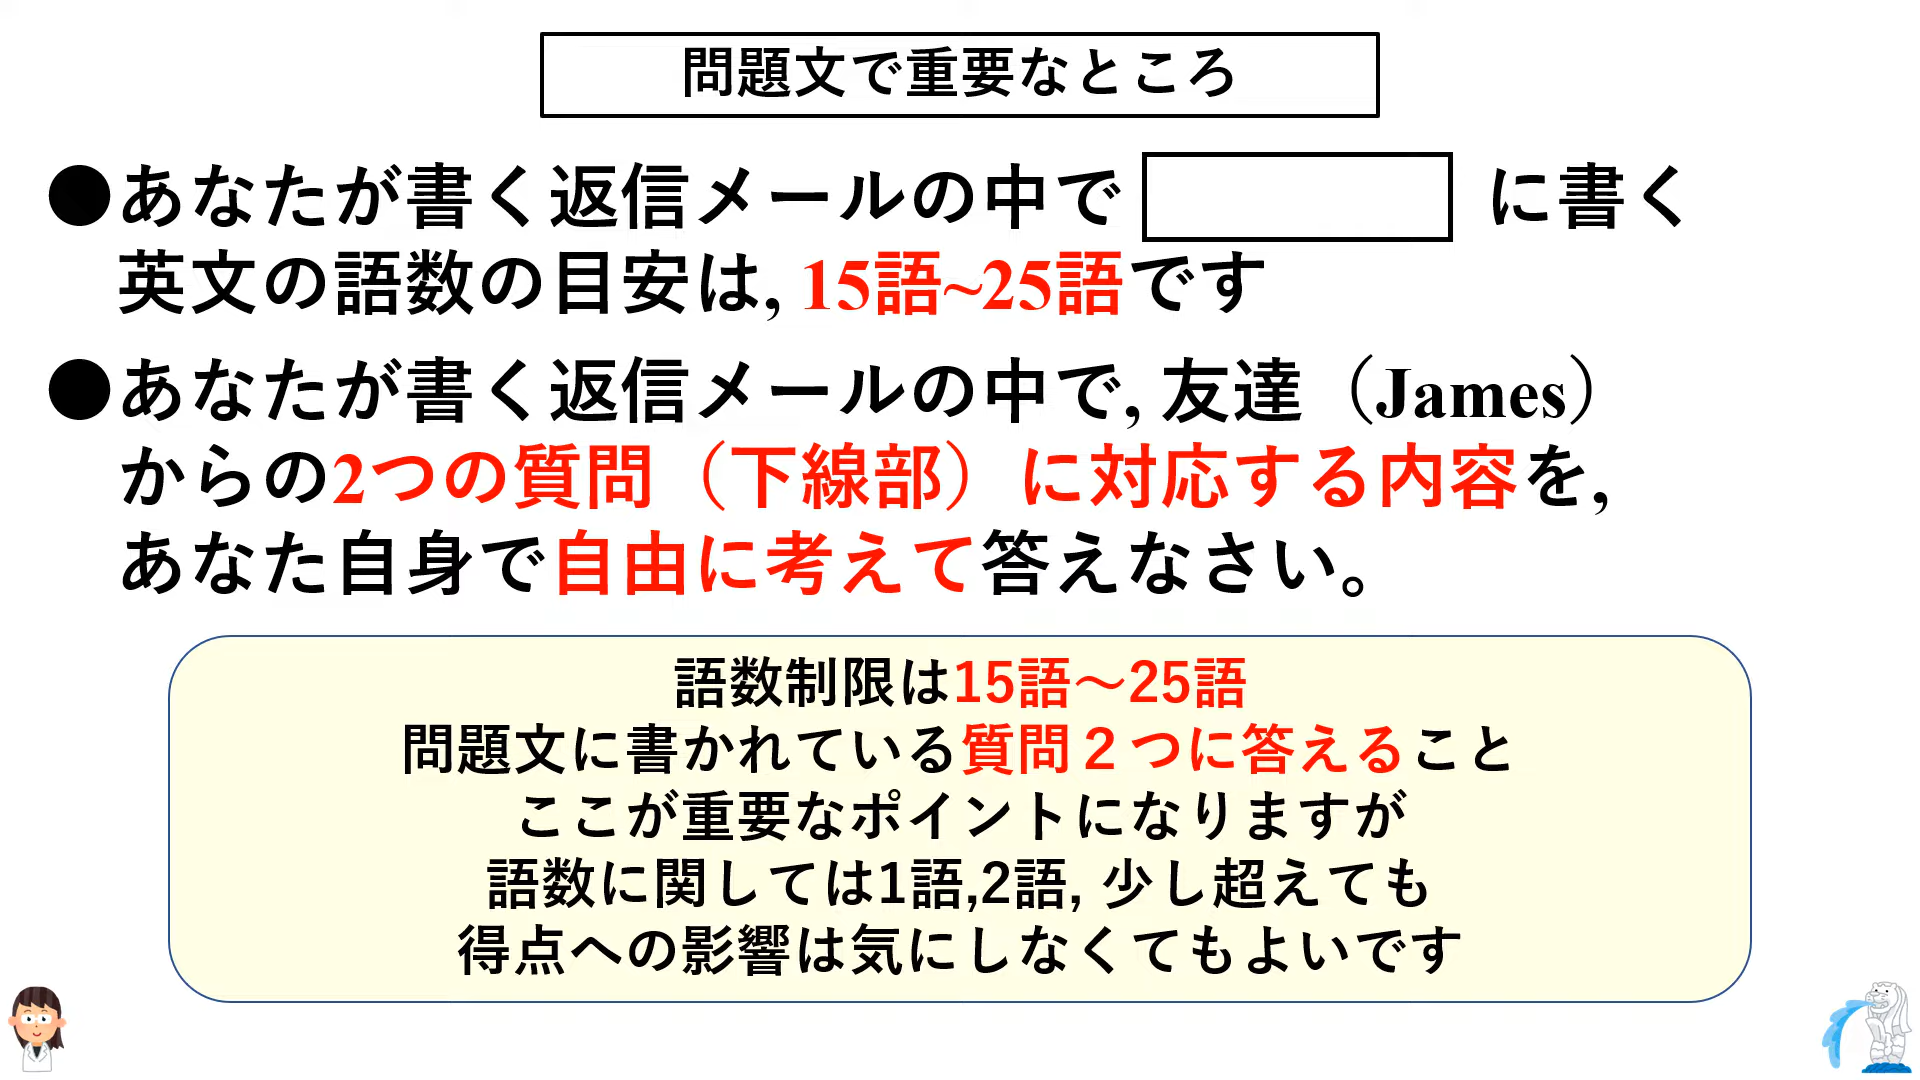 問題文で重要なところ
●あなたが書く返信メールの中で に書く
英文の語数の目安は, 15語~25語です
●あなたが書く返信メールの中で, 友達（James）
からの2つの質問（下線部）に対応する内容を,
あなた自身で自由に考えて答えなさい。
語数制限は15語～25語
問題文に書かれている質問２つに答えること
ここが重要なポイントになりますが
語数に関しては1語,2語, 少し超えても
得点への影響は気にしなくてもよいです